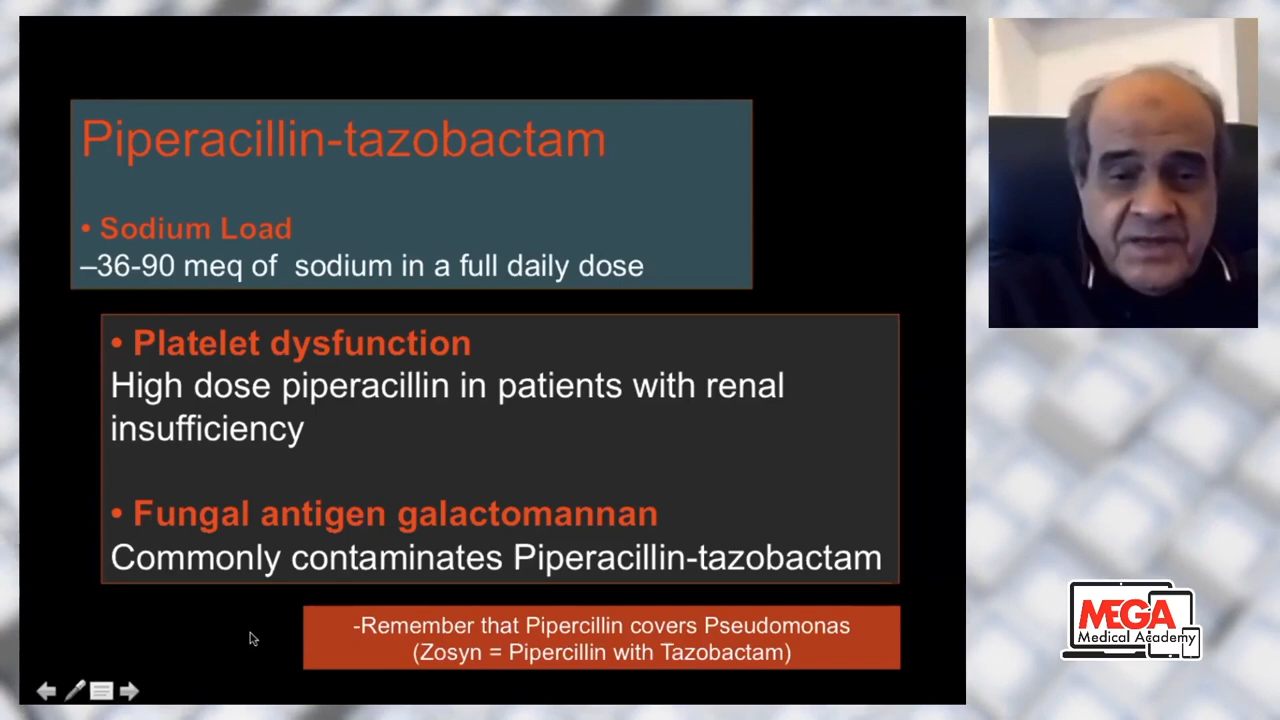 Piperacillin-tazobactam
• Sodium Load
–36-90 meq of sodium in a full daily dose
• Platelet dysfunction
High dose piperacillin in patients with renal
insufficiency
• Fungal antigen galactomannan
Commonly contaminates Piperacillin-tazobactam
-Remember that Pipercillin covers Pseudomonas
(Zosyn = Pipercillin with Tazobactam)
MEGA
Medical Academy